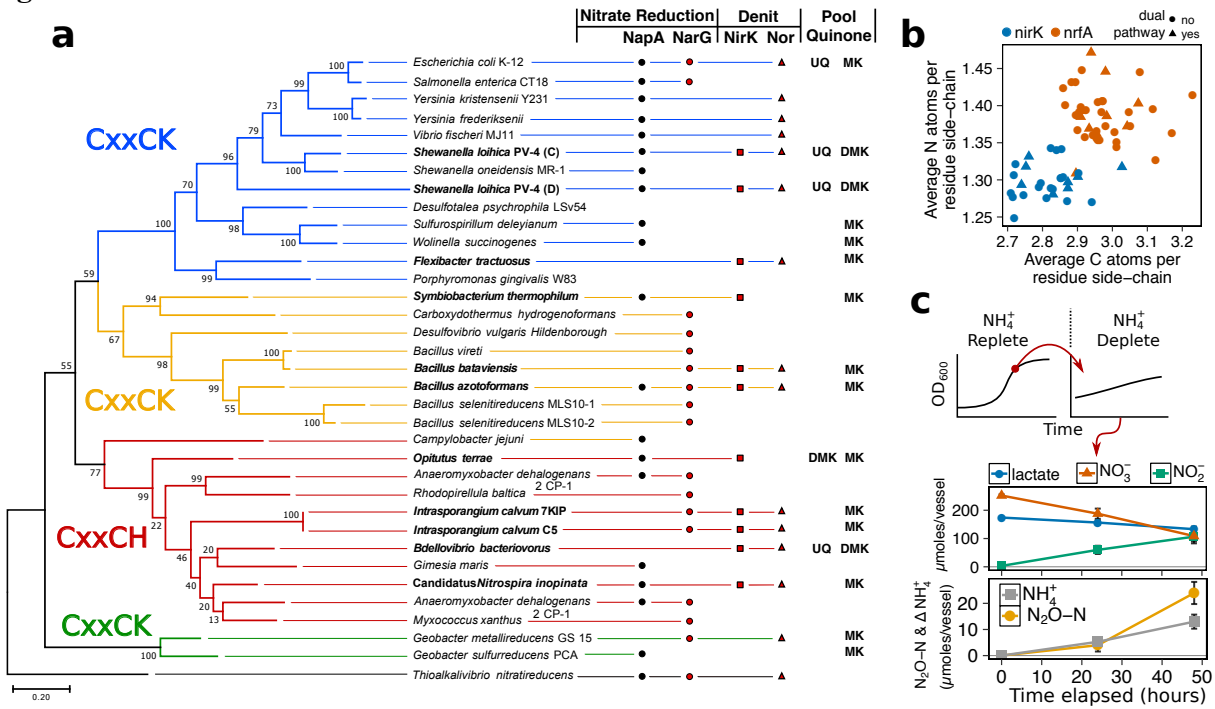 a
Nitrate Reduction Denit Pool
NapA NarG NirK Nor Quinone
Escherichia coli K-12 UQ MK
Salmonella enterica CT18
Yersinia kristensenii Y231
Yersinia frederiksenii
Vibrio fischeri MJ11
Shewanella loihica PV-4 (C) UQ DMK
Shewanella oneidensis MR-1
Shewanella loihica PV-4 (D) UQ DMK
Desulfotalea psychrophila LSv54
Sulfurospirillum deleyianum MK
Wolinella succinogenes MK
Flexibacter tractuosus MK
Porphyromonas gingivalis W83
Symbiobacterium thermophilum MK
Carboxydothermus hydrogenoformans
Desulfovibrio vulgaris Hildenborough
Bacillus vireti
Bacillus bataviensis MK
Bacillus azotoformans MK
Bacillus selenitireducens MLS10-1
Bacillus selenitireducens MLS10-2
Campylobacter jejuni
Opitutus terrae DMK MK
Anaeromyxobacter dehalogenans
2 CP-1
Rhodopirellula baltica
Intrasporangium calvum 7KIP MK
Intrasporangium calvum C5 MK
Bdellovibrio bacteriovorus UQ DMK
Gimesia maris
Candidatus Nitrospira inopinata MK
Anaeromyxobacter dehalogenans
2 CP-1
Myxococcus xanthus
Geobacter metallireducens GS 15 MK
Geobacter sulfurreducens PCA MK
Thioalkalivibrio nitratireducens
CxxCK
CxxCK
CxxCH
CxxCK
100
99
73
100
79
96
100
70
98
100
100
99
59
94
67
98
100
99
55
100
55
77
99
99
22
100
46
20
40
20
13
100
0.20
b
nirK nrfA
dual pathway
no
yes
Average N atoms per
residue side−chain
1.45
1.40
1.35
1.30
1.25
2.7 2.8 2.9 3.0 3.1 3.2
Average C atoms per
residue side−chain
c
NH4+
Replete
NH4+
Deplete
OD600
Time
lactate NO3− NO2−
μmoles/vessel
200
100
0
NH4+
N2O−N
N2O−N & Δ NH4+
(μmoles/vessel)
20
10
0
0 10 20 30 40 50
Time elapsed (hours)